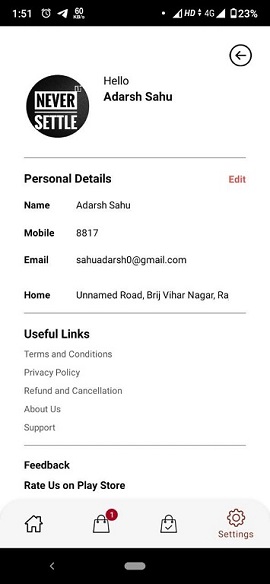 1:51 60 KB/s HD 4G 23%
Hello
Adarsh Sahu
NEVER
SETTLE
Personal Details Edit
Name Adarsh Sahu
Mobile 8817
Email sahuadarsh0@gmail.com
Home Unnamed Road, Brij Vihar Nagar, Ra
Useful Links
Terms and Conditions
Privacy Policy
Refund and Cancellation
About Us
Support
Feedback
Rate Us on Play Store
1
Settings